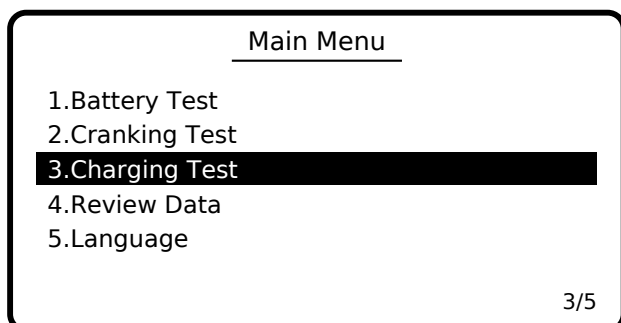 Main Menu
1.Battery Test
2.Cranking Test
3.Charging Test
4.Review Data
5.Language
3/5